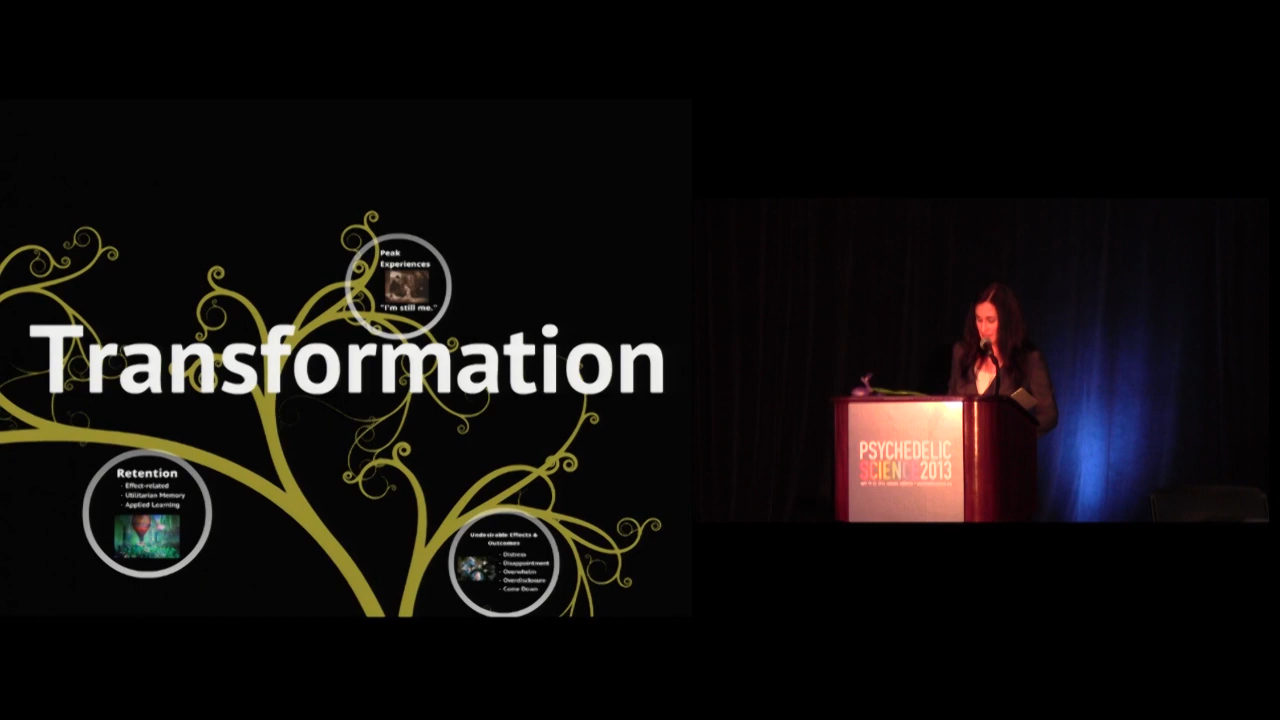 Peak
Experiences
"I'm still me."
Transformation
Retention
- Effect-related
- Utilitarian Memory
- Applied Learning
Undesirable Effects &
Outcomes
- Distress
- Disappointment
- Overwhelm
- Overdisclosure
- Come Down
PSYCHEDELIC
SCIENCE 2013